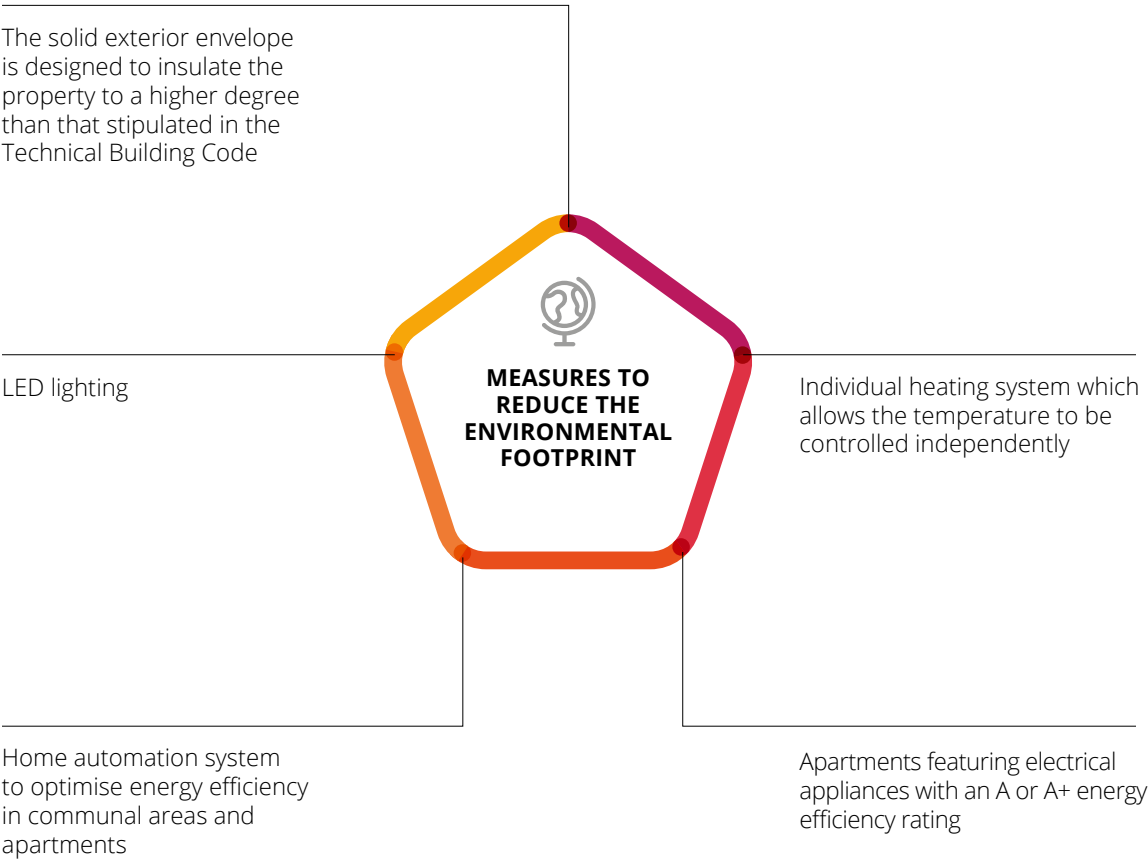 The solid exterior envelope
is designed to insulate the
property to a higher degree
than that stipulated in the
Technical Building Code
MEASURES TO
REDUCE THE
ENVIRONMENTAL
FOOTPRINT
LED lighting
Individual heating system which
allows the temperature to be
controlled independently
Home automation system
to optimise energy efficiency
in communal areas and
apartments
Apartments featuring electrical
appliances with an A or A+ energy
efficiency rating